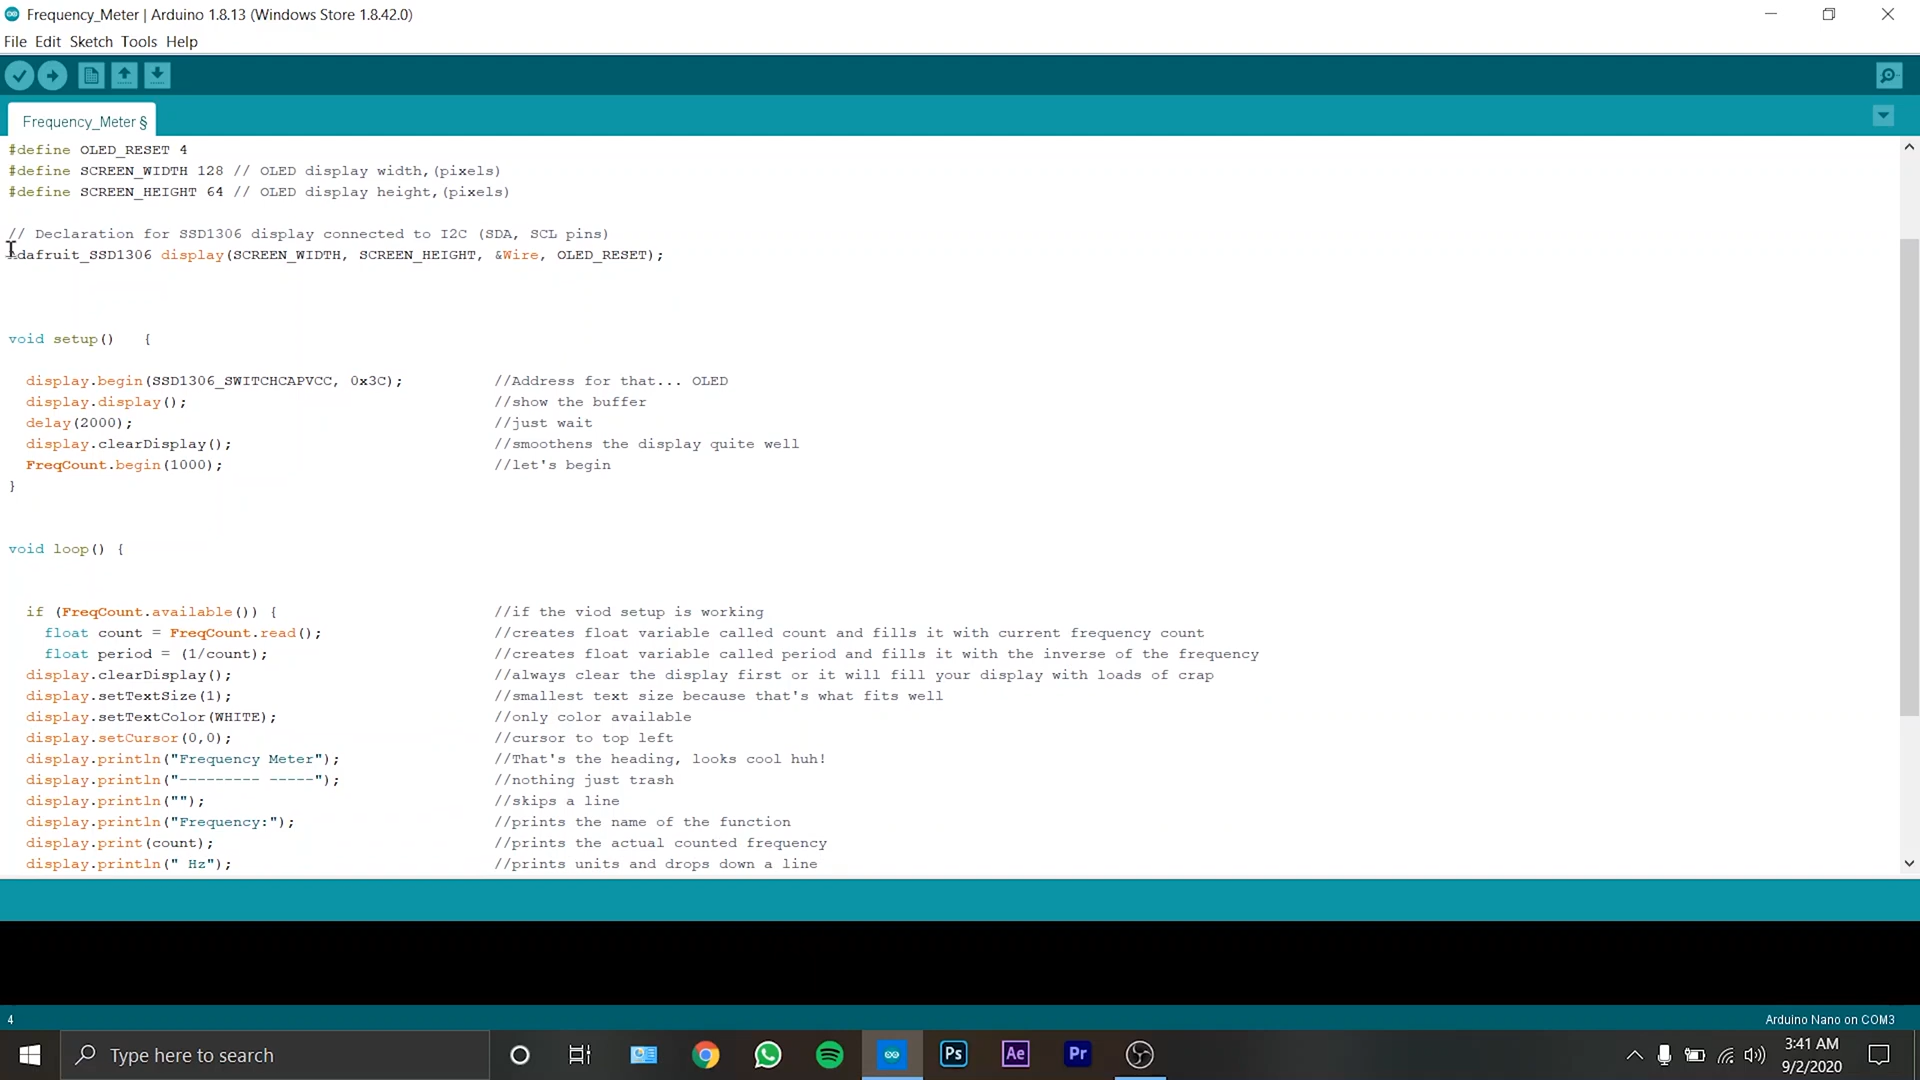 Frequency_Meter | Arduino 1.8.13 (Windows Store 1.8.42.0)
File Edit Sketch Tools Help
Frequency_Meter §
#define OLED_RESET 4
#define SCREEN_WIDTH 128 // OLED display width,(pixels)
#define SCREEN_HEIGHT 64 // OLED display height,(pixels)
// Declaration for SSD1306 display connected to I2C (SDA, SCL pins)
Adafruit_SSD1306 display(SCREEN_WIDTH, SCREEN_HEIGHT, &Wire, OLED_RESET);
void setup()   {
display.begin(SSD1306_SWITCHCAPVCC, 0x3C); //Address for that... OLED
display.display(); //show the buffer
delay(2000); //just wait
display.clearDisplay(); //smoothens the display quite well
FreqCount.begin(1000); //let's begin
}
void loop() {
if (FreqCount.available()) { //if the viod setup is working
float count = FreqCount.read(); //creates float variable called count and fills it with current frequency count
float period = (1/count); //creates float variable called period and fills it with the inverse of the frequency
display.clearDisplay(); //always clear the display first or it will fill your display with loads of crap
display.setTextSize(1); //smallest text size because that's what fits well
display.setTextColor(WHITE); //only color available
display.setCursor(0,0); //cursor to top left
display.println("Frequency Meter"); //That's the heading, looks cool huh!
display.println("--------- -----"); //nothing just trash
display.println(""); //skips a line
display.println("Frequency:"); //prints the name of the function
display.print(count); //prints the actual counted frequency
display.println(" Hz"); //prints units and drops down a line
4
Arduino Nano on COM3
Type here to search
Ps
Ae
Pr
3:41 AM
9/2/2020